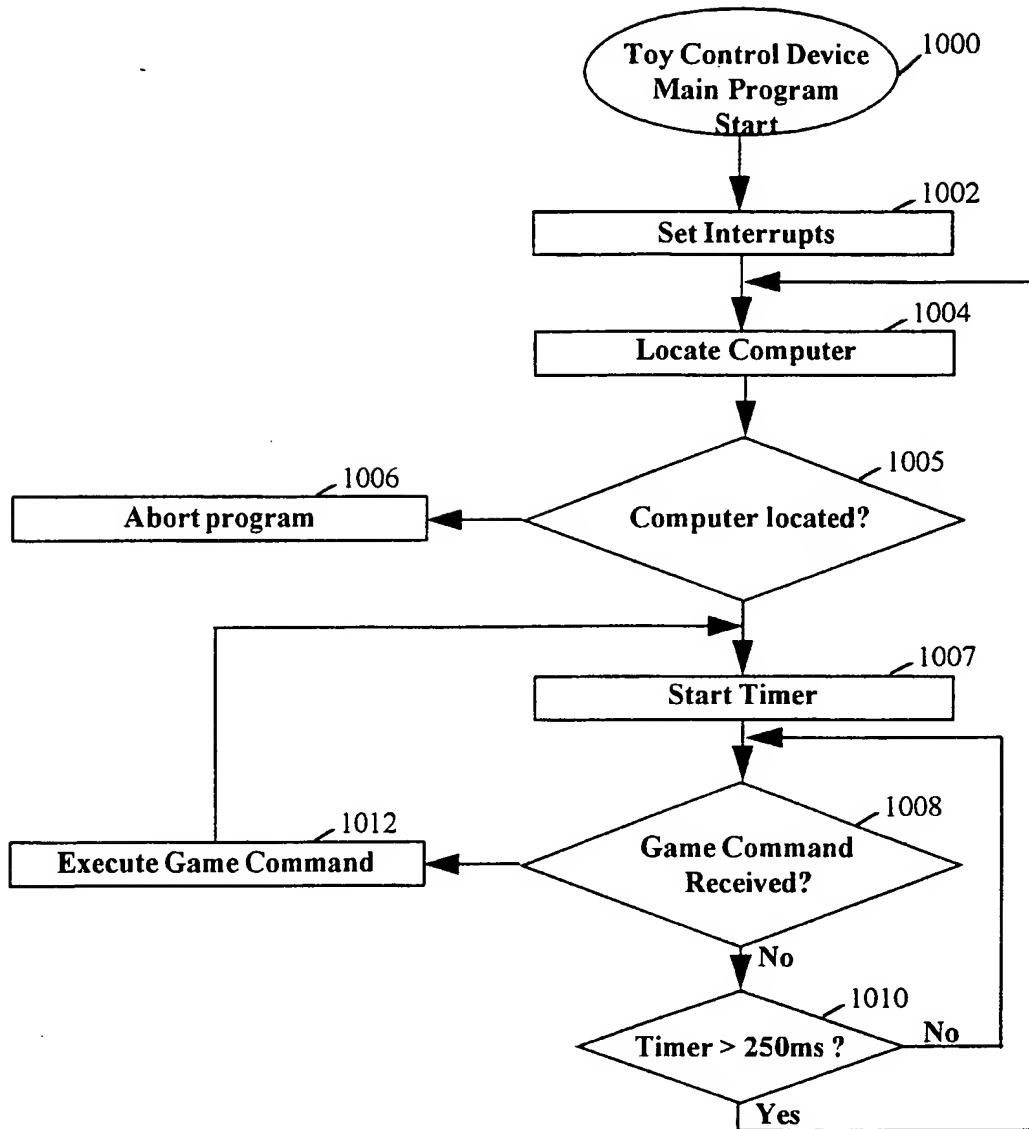 Toy Control Device
Main Program
Start
1000
1002
Set Interrupts
1004
Locate Computer
1005
Computer located?
1006
Abort program
1007
Start Timer
1008
Game Command
Received?
1012
Execute Game Command
No
1010
Timer > 250ms ?
No
Yes